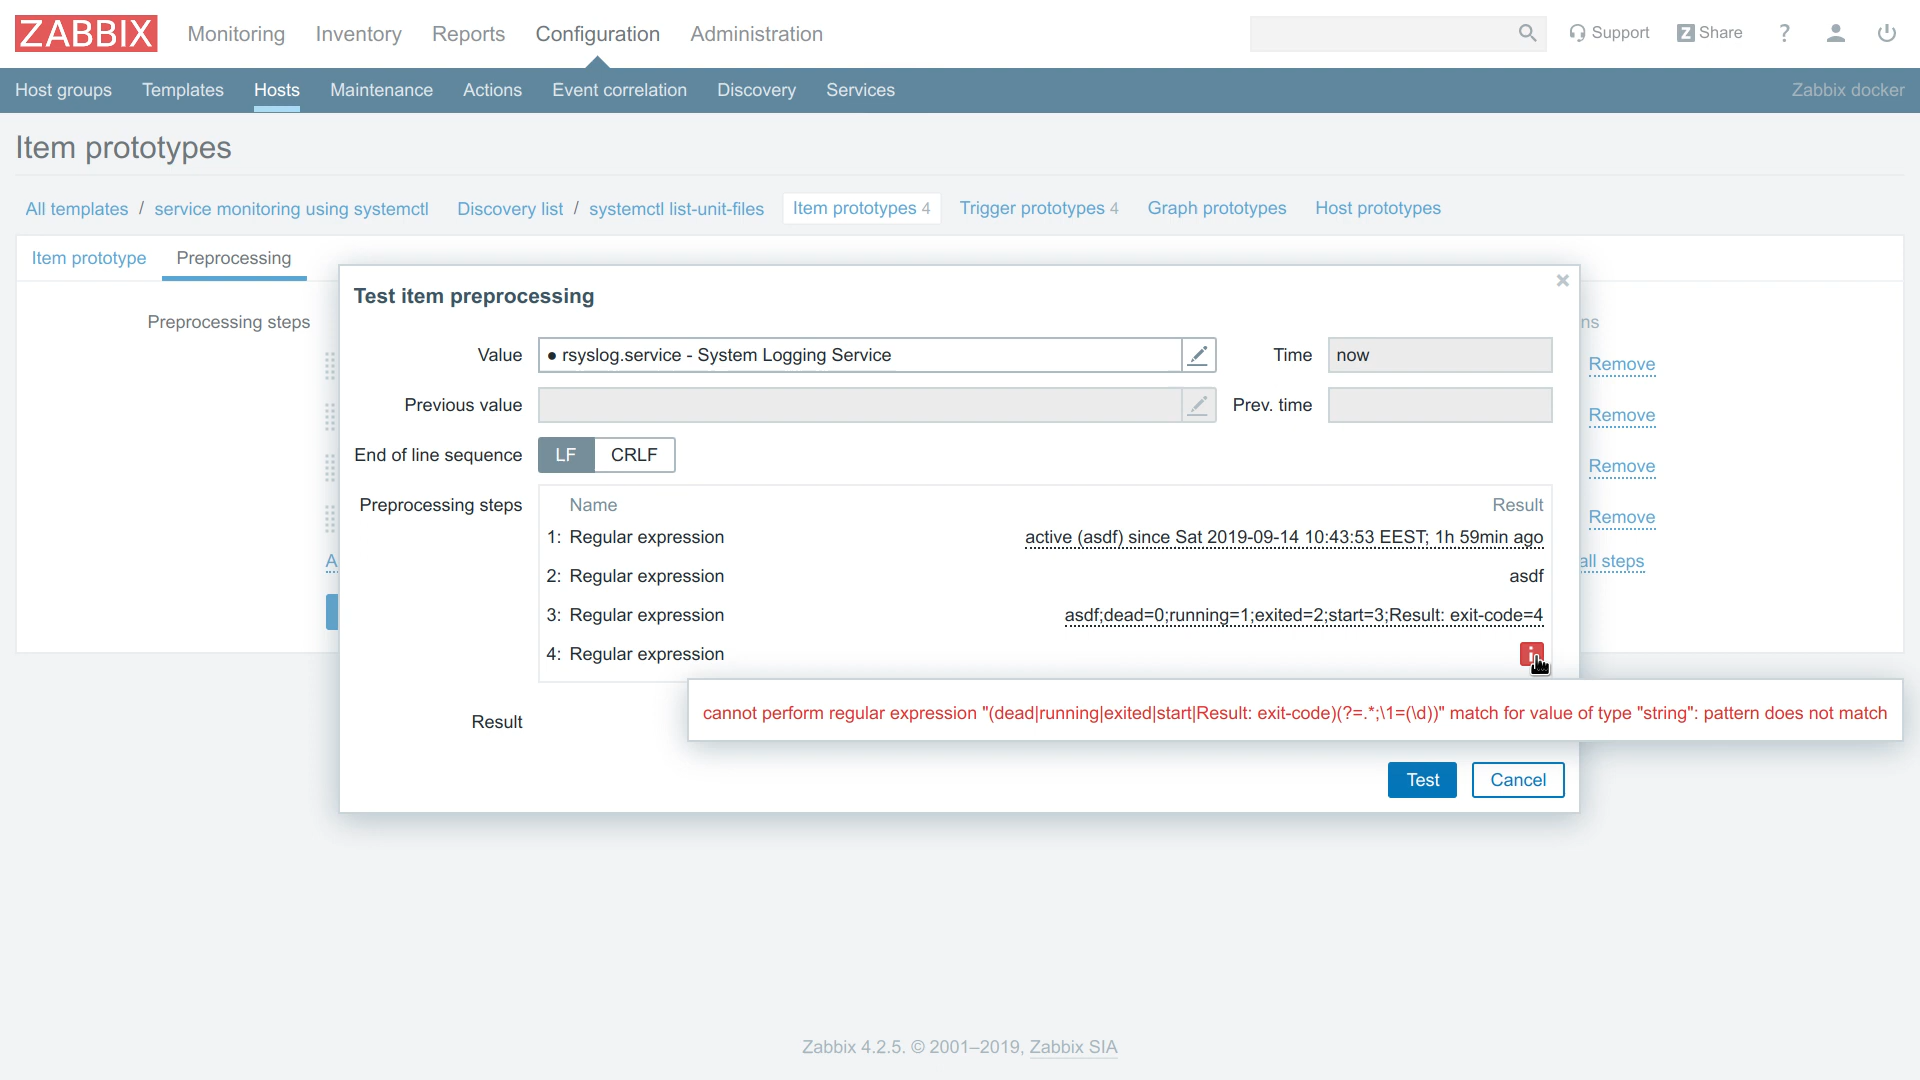 ZABBIX Monitoring Inventory Reports Configuration Administration Support Z Share ?
Host groups Templates Hosts Maintenance Actions Event correlation Discovery Services Zabbix docker
Item prototypes
All templates / service monitoring using systemctl Discovery list / systemctl list-unit-files Item prototypes 4 Trigger prototypes 4 Graph prototypes Host prototypes
Item prototype Preprocessing
Test item preprocessing
Preprocessing steps
ns
Value ● rsyslog.service - System Logging Service Time now
Remove
Previous value Prev. time
Remove
End of line sequence LF CRLF
Remove
Preprocessing steps Name Result
Remove
1: Regular expression active (asdf) since Sat 2019-09-14 10:43:53 EEST; 1h 59min ago
A
all steps
2: Regular expression asdf
3: Regular expression asdf;dead=0;running=1;exited=2;start=3;Result: exit-code=4
4: Regular expression i
cannot perform regular expression "(dead|running|exited|start|Result: exit-code)(?=.*;\1=(\d))" match for value of type "string": pattern does not match
Result
Test Cancel
Zabbix 4.2.5. © 2001–2019, Zabbix SIA